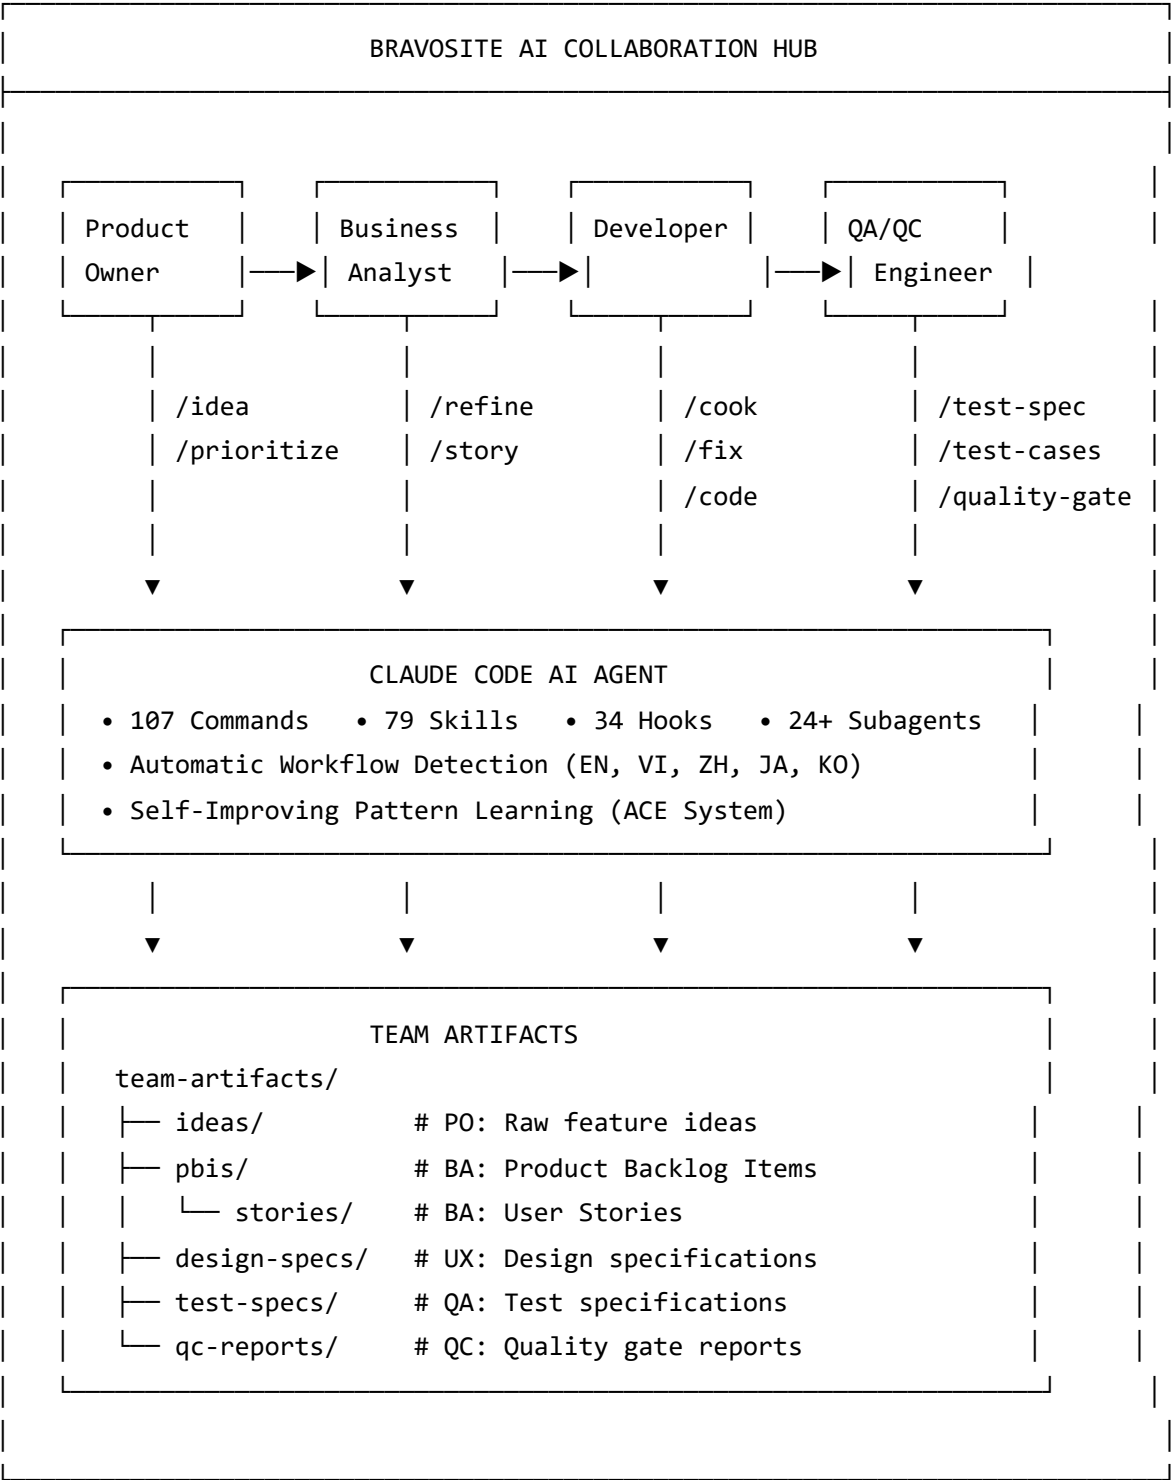 BRAVOSITE AI COLLABORATION HUB
Product Business Developer QA/QC
Owner Analyst Engineer
/idea /refine /cook /test-spec
/prioritize /story /fix /test-cases
/code /quality-gate
CLAUDE CODE AI AGENT
• 107 Commands • 79 Skills • 34 Hooks • 24+ Subagents
• Automatic Workflow Detection (EN, VI, ZH, JA, KO)
• Self-Improving Pattern Learning (ACE System)
TEAM ARTIFACTS
team-artifacts/
├── ideas/ # PO: Raw feature ideas
├── pbis/ # BA: Product Backlog Items
│ └── stories/ # BA: User Stories
├── design-specs/ # UX: Design specifications
├── test-specs/ # QA: Test specifications
└── qc-reports/ # QC: Quality gate reports